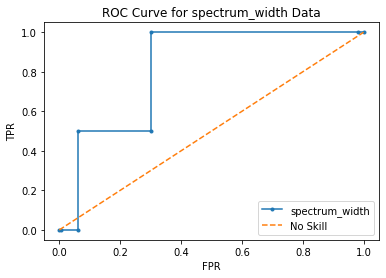 ROC Curve for spectrum_width Data
1.0
0.8
0.6
0.4
0.2
0.0
TPR
0.0 0.2 0.4 0.6 0.8 1.0
FPR
spectrum_width
No Skill